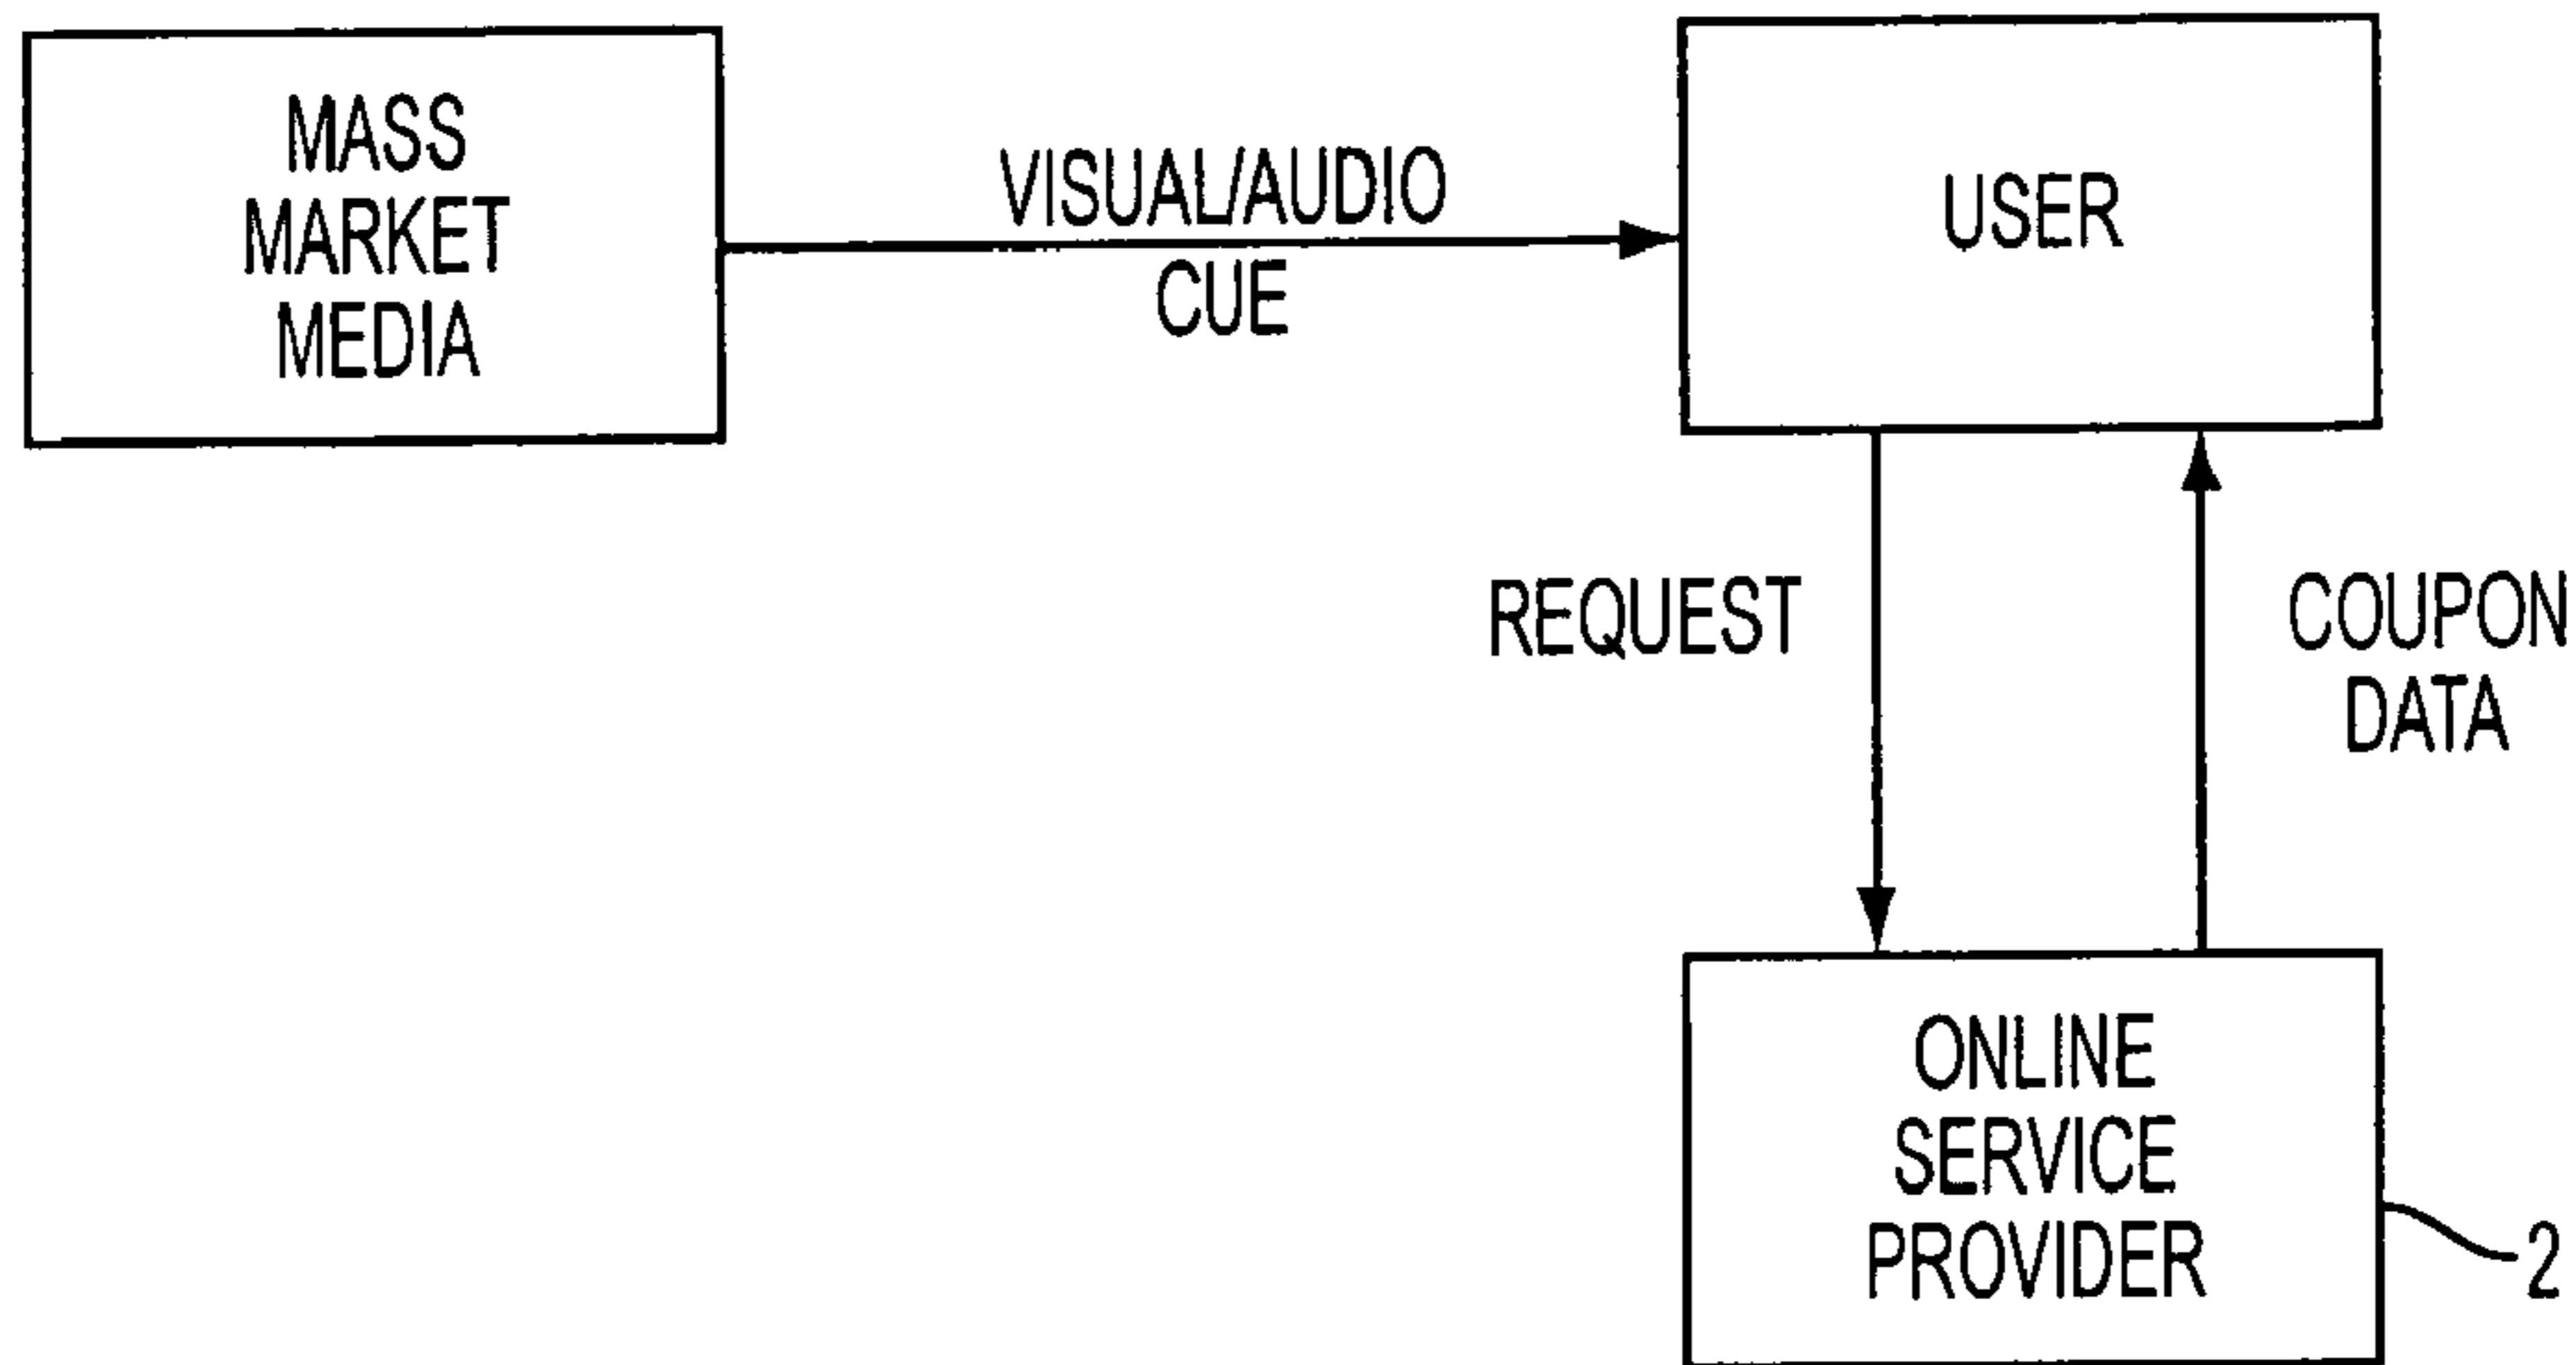 MASS
MARKET
MEDIA
VISUAL/AUDIO
CUE
USER
REQUEST
COUPON
DATA
ONLINE
SERVICE
PROVIDER
2